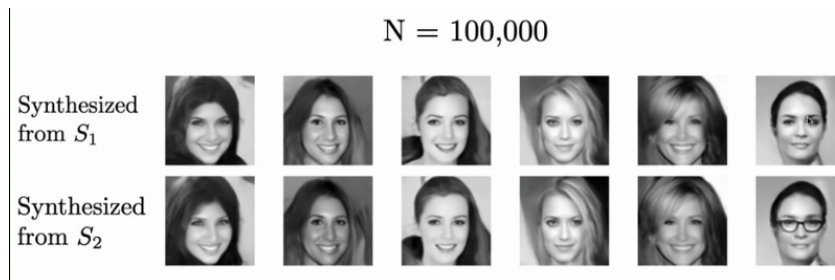 N = 100,000
Synthesized
from S₁
Synthesized
from S₂